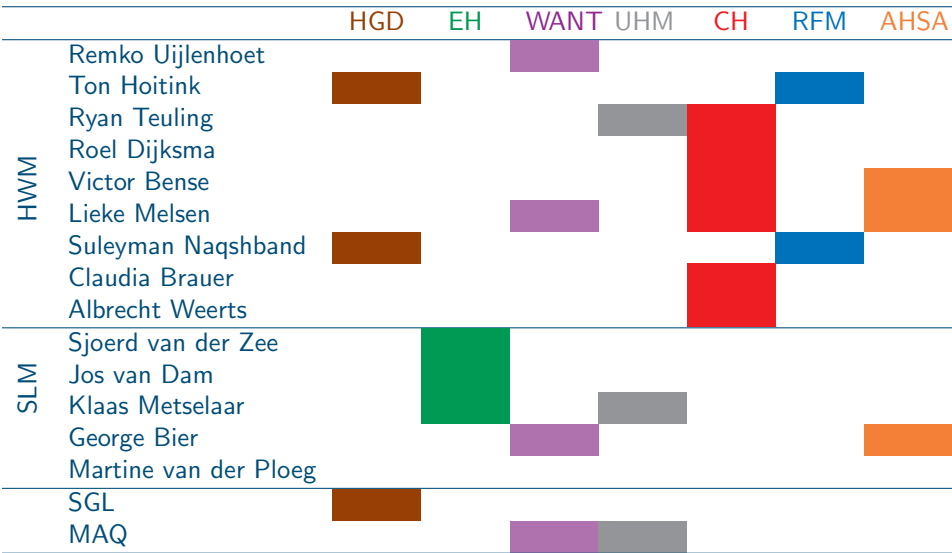 HGD EH WANT UHM CH RFM AHSA
HWM
Remko Uijlenhoet
Ton Hoitink
Ryan Teuling
Roel Dijksma
Victor Bense
Lieke Melsen
Suleyman Naqshband
Claudia Brauer
Albrecht Weerts
SLM
Sjoerd van der Zee
Jos van Dam
Klaas Metselaar
George Bier
Martine van der Ploeg
SGL
MAQ